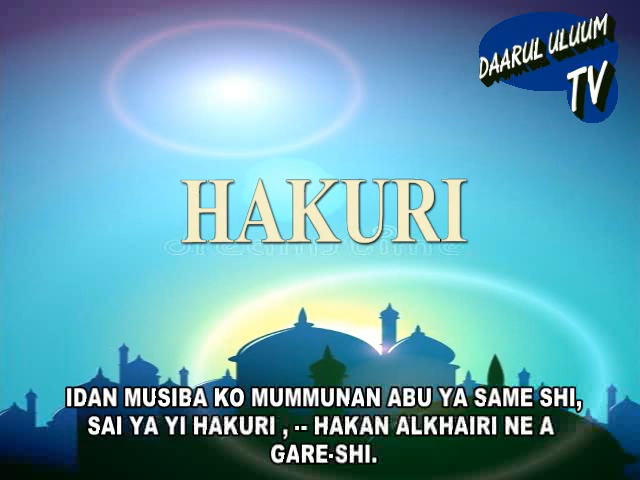 DAARUL ULUUM
TV
HAKURI
dreamstime
IDAN MUSIBA KO MUMMUNAN ABU YA SAME SHI,
SAI YA YI HAKURI , -- HAKAN ALKHAIRI NE A
GARE-SHI.